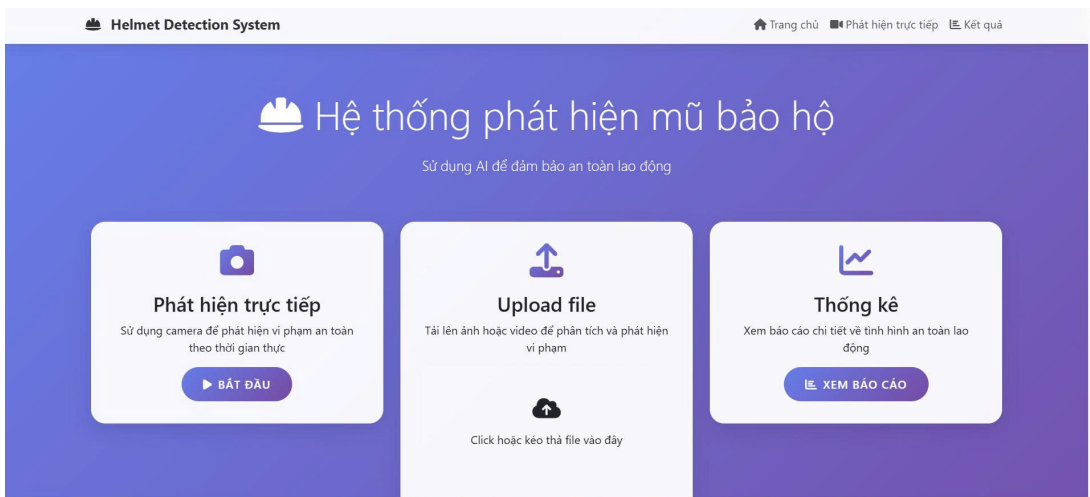 Helmet Detection System
Trang chủ
Phát hiện trực tiếp
Kết quả
Hệ thống phát hiện mũ bảo hộ
Sử dụng AI để đảm bảo an toàn lao động
Phát hiện trực tiếp
Sử dụng camera để phát hiện vi phạm an toàn
theo thời gian thực
BẮT ĐẦU
Upload file
Tải lên ảnh hoặc video để phân tích và phát hiện
vi phạm
Click hoặc kéo thả file vào đây
Thống kê
Xem báo cáo chi tiết về tình hình an toàn lao
động
XEM BÁO CÁO